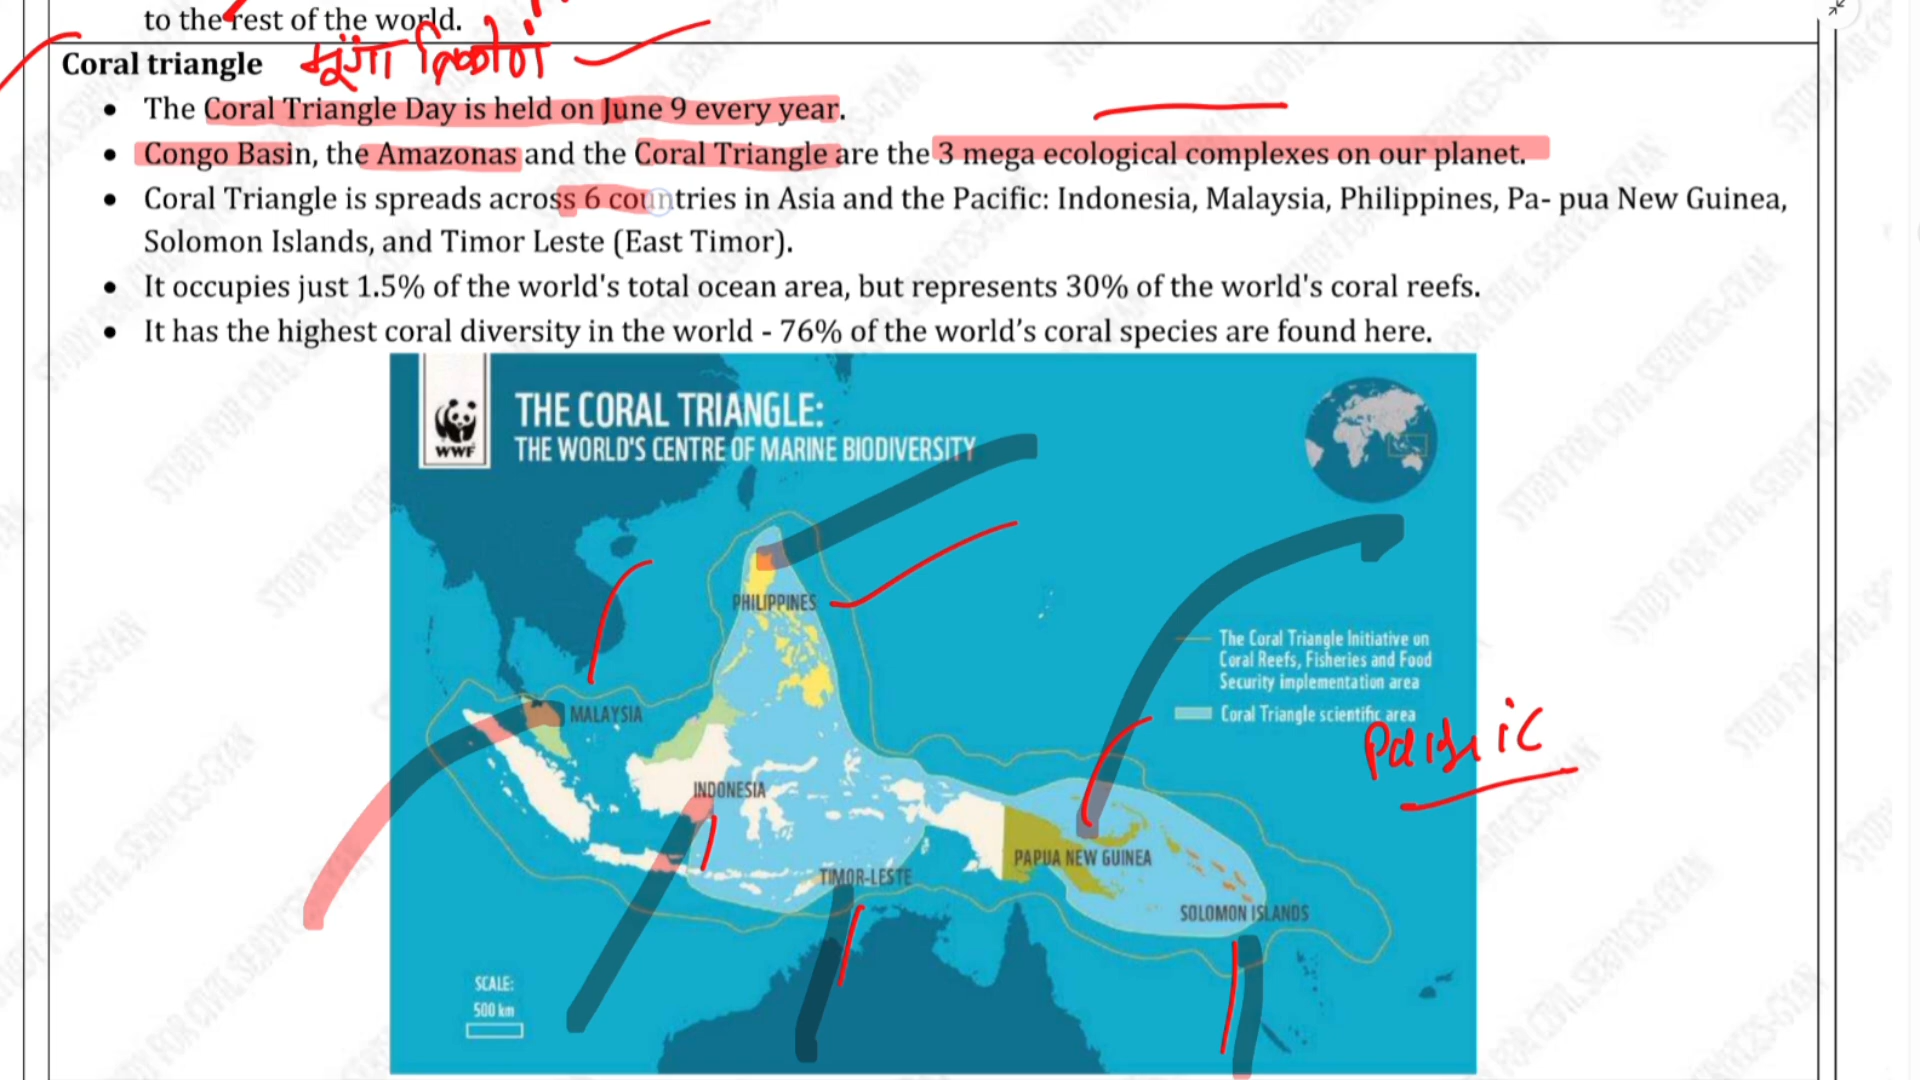 to the rest of the world.
Coral triangle मूंगा त्रिकोण
• The Coral Triangle Day is held on June 9 every year.
• Congo Basin, the Amazonas and the Coral Triangle are the 3 mega ecological complexes on our planet.
• Coral Triangle is spreads across 6 countries in Asia and the Pacific: Indonesia, Malaysia, Philippines, Pa- pua New Guinea,
Solomon Islands, and Timor Leste (East Timor).
• It occupies just 1.5% of the world's total ocean area, but represents 30% of the world's coral reefs.
• It has the highest coral diversity in the world - 76% of the world’s coral species are found here.
WWF
THE CORAL TRIANGLE:
THE WORLD'S CENTRE OF MARINE BIODIVERSITY
PHILIPPINES
The Coral Triangle Initiative on
Coral Reefs, Fisheries and Food
Security implementation area
Coral Triangle scientific area
MALAYSIA
Pacific
INDONESIA
PAPUA NEW GUINEA
TIMOR-LESTE
SOLOMON ISLANDS
SCALE:
500 km
STUDY FOR CIVIL SERVICES-GYAN